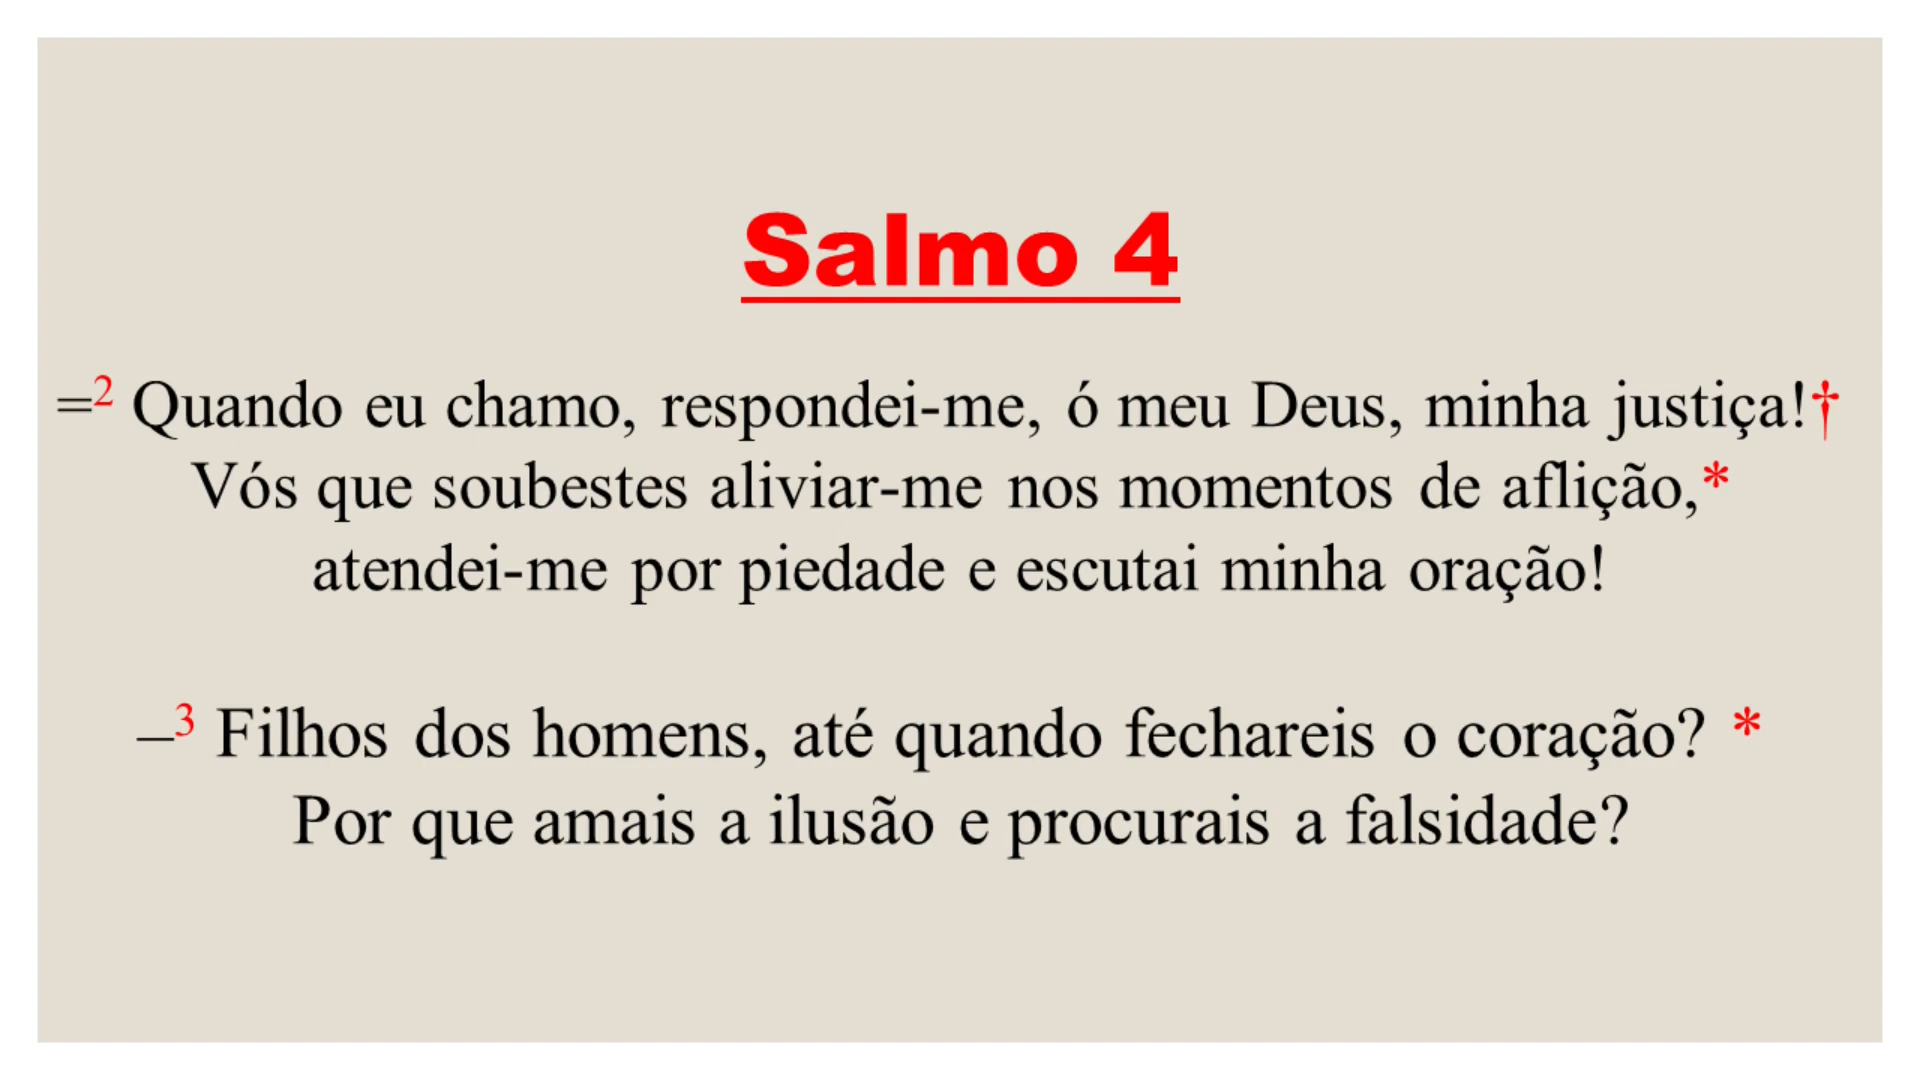 Salmo 4
=2 Quando eu chamo, respondei-me, ó meu Deus, minha justiça!†
Vós que soubestes aliviar-me nos momentos de aflição,*
atendei-me por piedade e escutai minha oração!
–3 Filhos dos homens, até quando fechareis o coração? *
Por que amais a ilusão e procurais a falsidade?